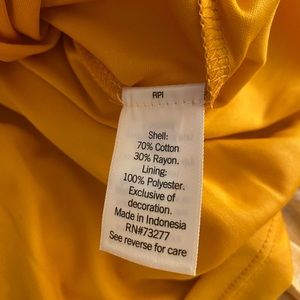 RPI
Shell:
70% Cotton
30% Rayon.
Lining:
100% Polyester.
Exclusive of
decoration.
Made in Indonesia
RN#73277
See reverse for care